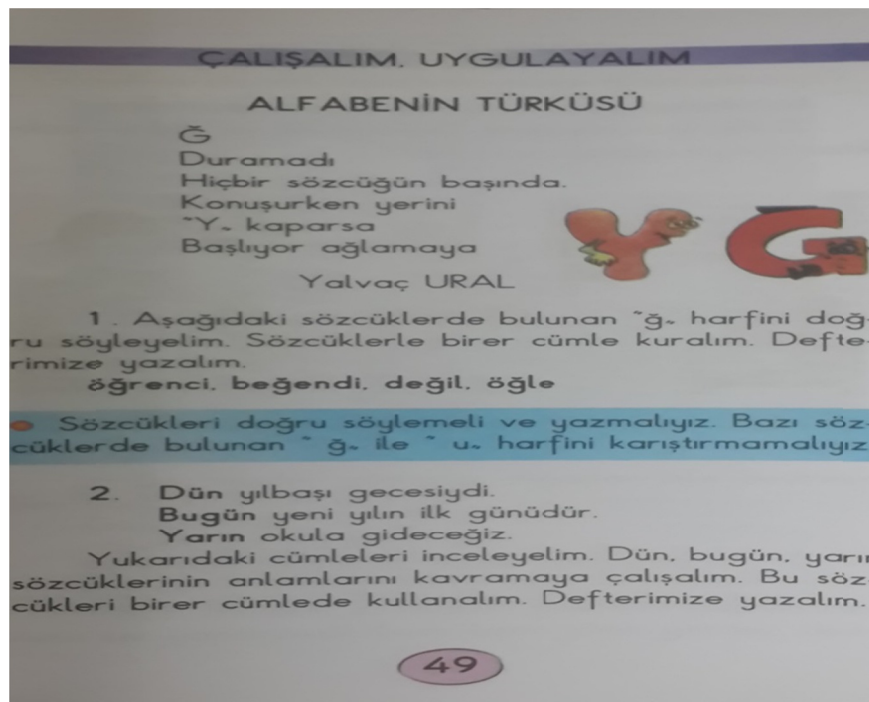 ÇALIŞALIM, UYGULAYALIM
ALFABENİN TÜRKÜSÜ
Ğ
Duramadı
Hiçbir sözcüğün başında.
Konuşurken yerini
"Y" kaparsa
Başlıyor ağlamaya
Yalvaç URAL
Y Ğ
1. Aşağıdaki sözcüklerde bulunan "ğ" harfini doğ-
ru söyleyelim. Sözcüklerle birer cümle kuralım. Defte-
rimize yazalım.
öğrenci, beğendi, değil, öğle
Sözcükleri doğru söylemeli ve yazmalıyız. Bazı söz-
cüklerde bulunan " ğ" ile " u" harfini karıştırmamalıyız
2. Dün yılbaşı gecesiydi.
Bugün yeni yılın ilk günüdür.
Yarın okula gideceğiz.
Yukarıdaki cümleleri inceleyelim. Dün, bugün, yarın
sözcüklerinin anlamlarını kavramaya çalışalım. Bu söz-
cükleri birer cümlede kullanalım. Defterimize yazalım.
49